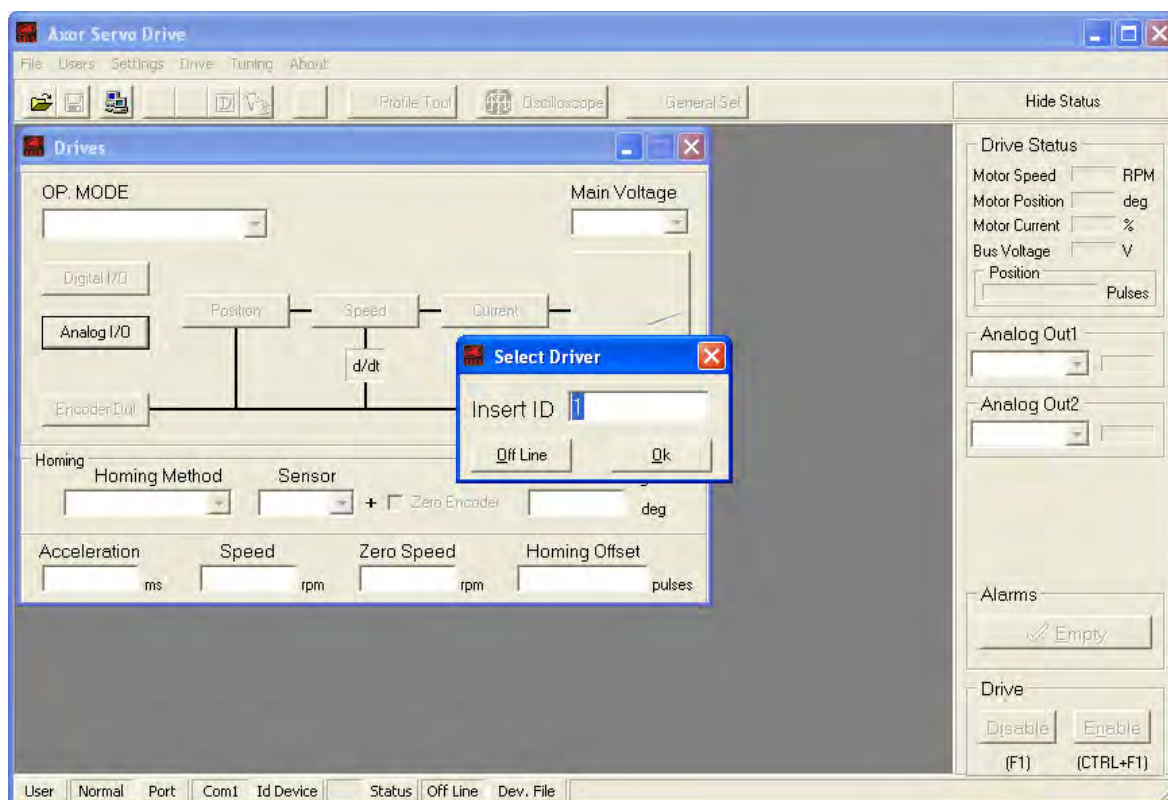 Axor Servo Drive
File Users Settings Drive Tuning About
Profile Tool Oscilloscope General Set Hide Status
Drives
OP. MODE Main Voltage
Digital I/O
Analog I/O
Position Speed Current
d/dt
Encoder Out
Select Driver
Insert ID 1
Off Line Ok
Homing
Homing Method Sensor
+ Zero Encoder deg
Acceleration Speed Zero Speed Homing Offset
ms rpm rpm pulses
Drive Status
Motor Speed RPM
Motor Position deg
Motor Current %
Bus Voltage V
Position
Pulses
Analog Out1
Analog Out2
Alarms
Empty
Drive
Disable Enable
(F1) (CTRL+F1)
User Normal Port Com1 Id Device Status Off Line Dev. File